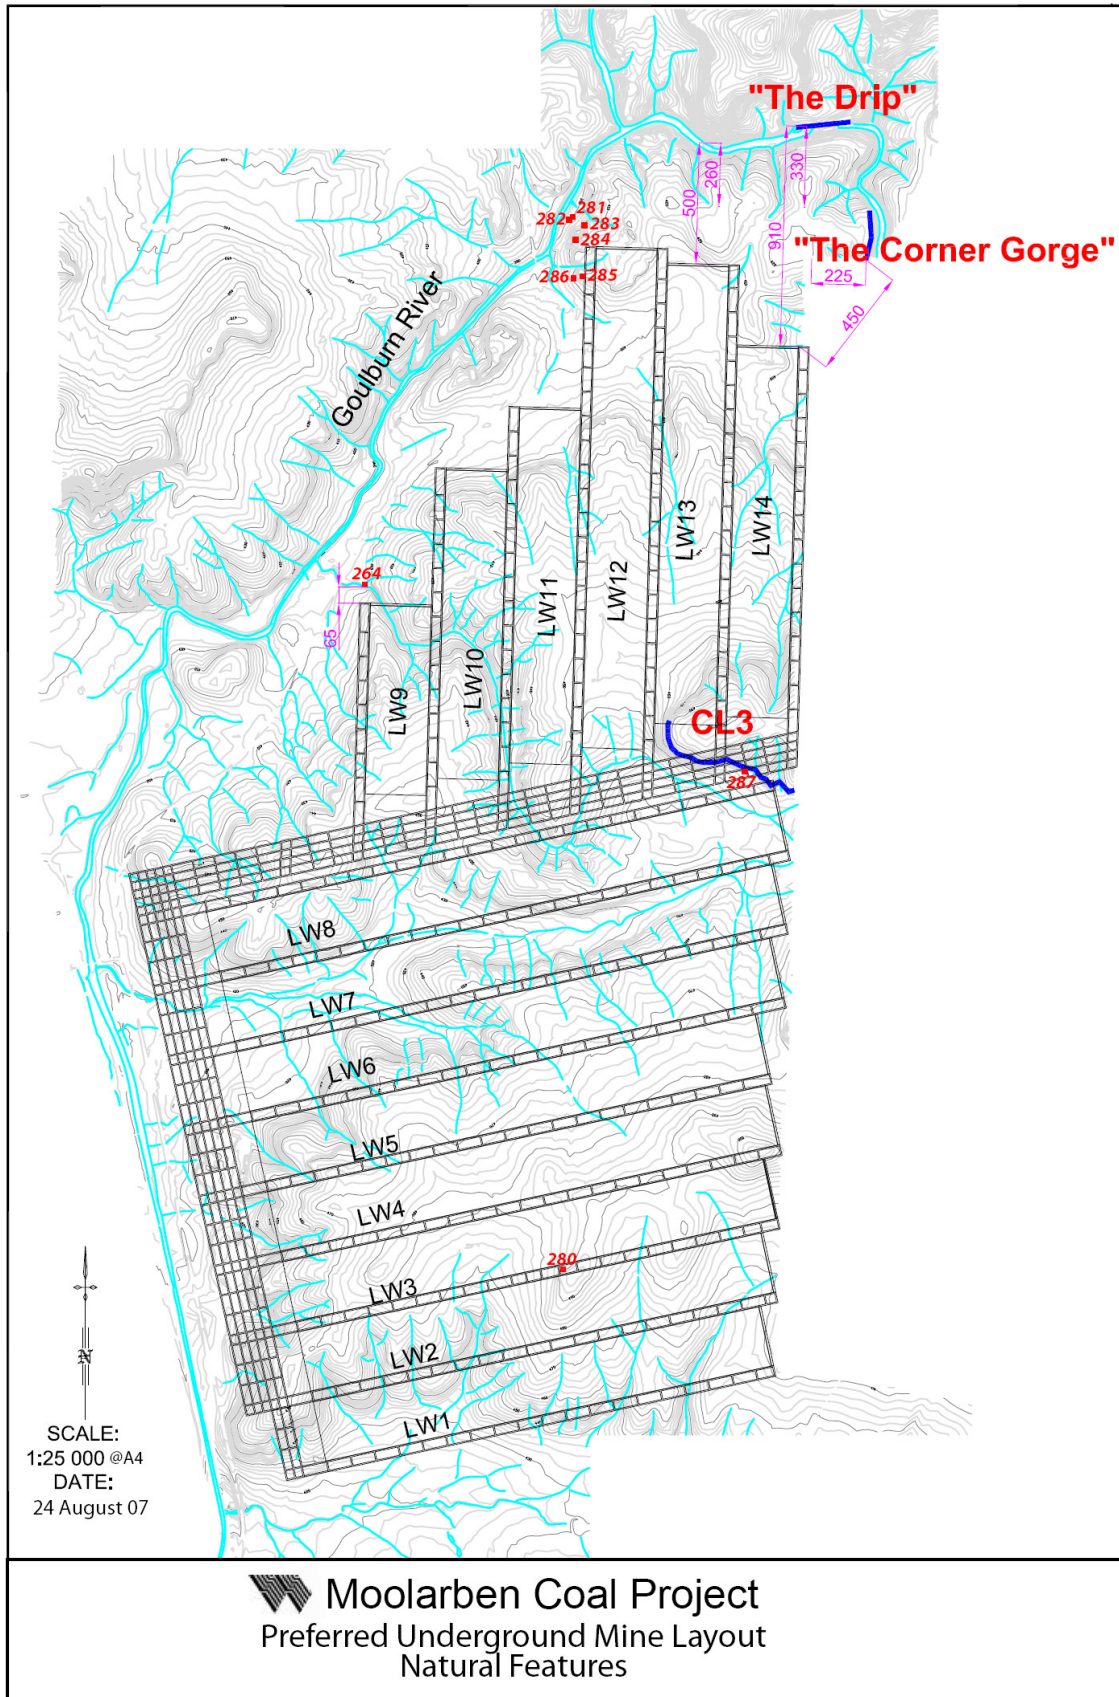 "The Drip"
330
260
500
910
281
282
283
284
"The Corner Gorge"
286
285
225
450
Goulburn River
LW14
LW13
LW12
LW11
264
65
LW10
LW9
CL3
287
LW8
LW7
LW6
LW5
LW4
280
LW3
LW2
LW1
N
SCALE:
1:25 000 @A4
DATE:
24 August 07
Moolarben Coal Project
Preferred Underground Mine Layout
Natural Features